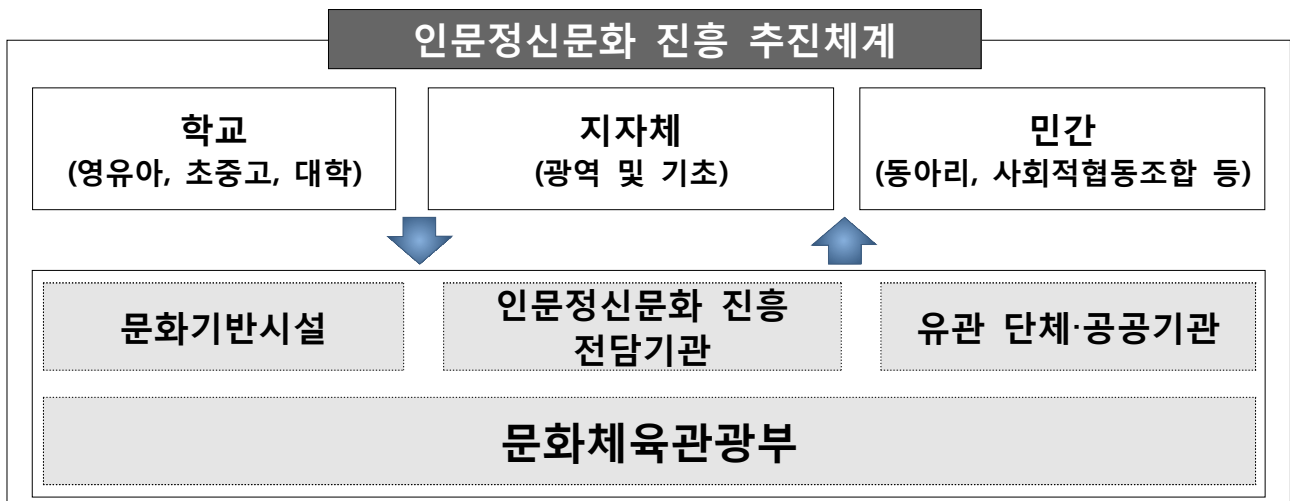 인문정신문화 진흥 추진체계
학교
(영유아, 초중고, 대학)
지자체
(광역 및 기초)
민간
(동아리, 사회적협동조합 등)
문화기반시설
인문정신문화 진흥
전담기관
유관 단체·공공기관
문화체육관광부